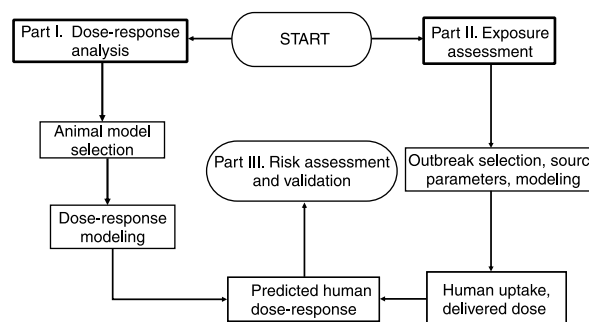 Part I. Dose-response
analysis
START
Part II. Exposure
assessment
Animal model
selection
Part III. Risk assessment
and validation
Outbreak selection, sourc
parameters, modeling
Dose-response
modeling
Predicted human
dose-response
Human uptake,
delivered dose